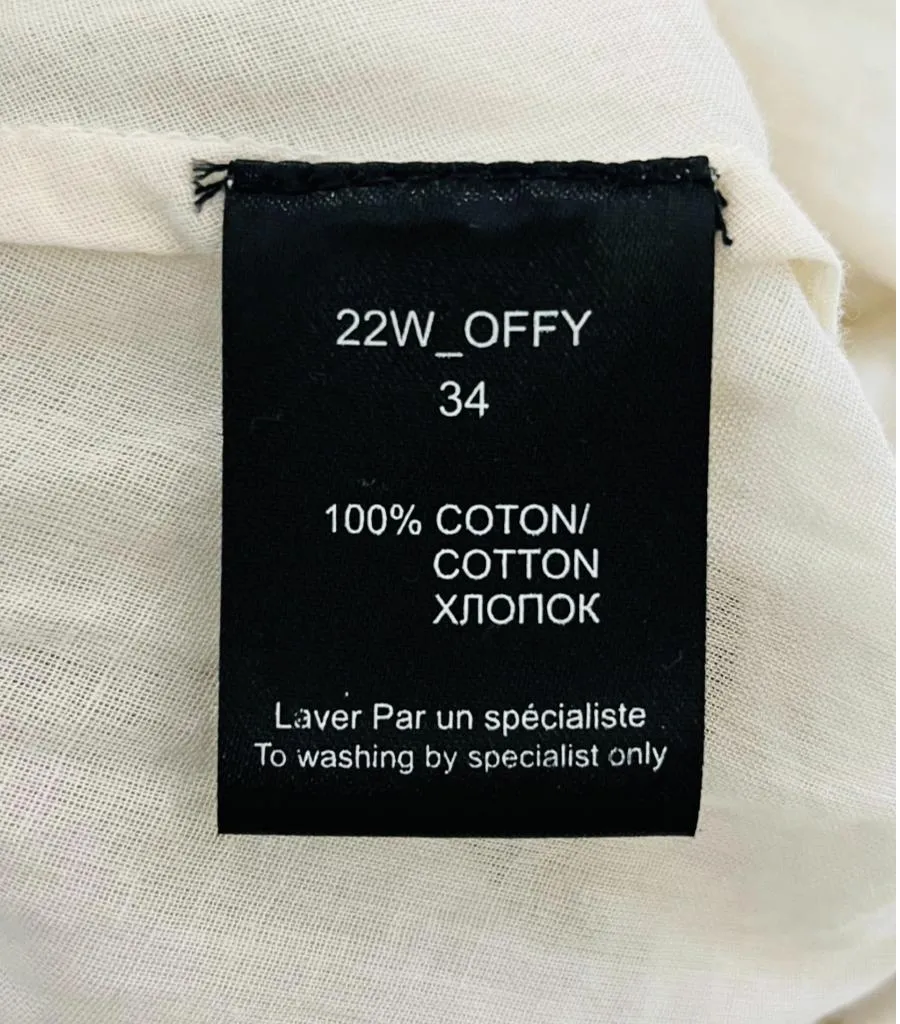 22W_OFFY
34
100% COTON/
COTTON
ХЛОПОК
Laver Par un spécialiste
To washing by specialist only